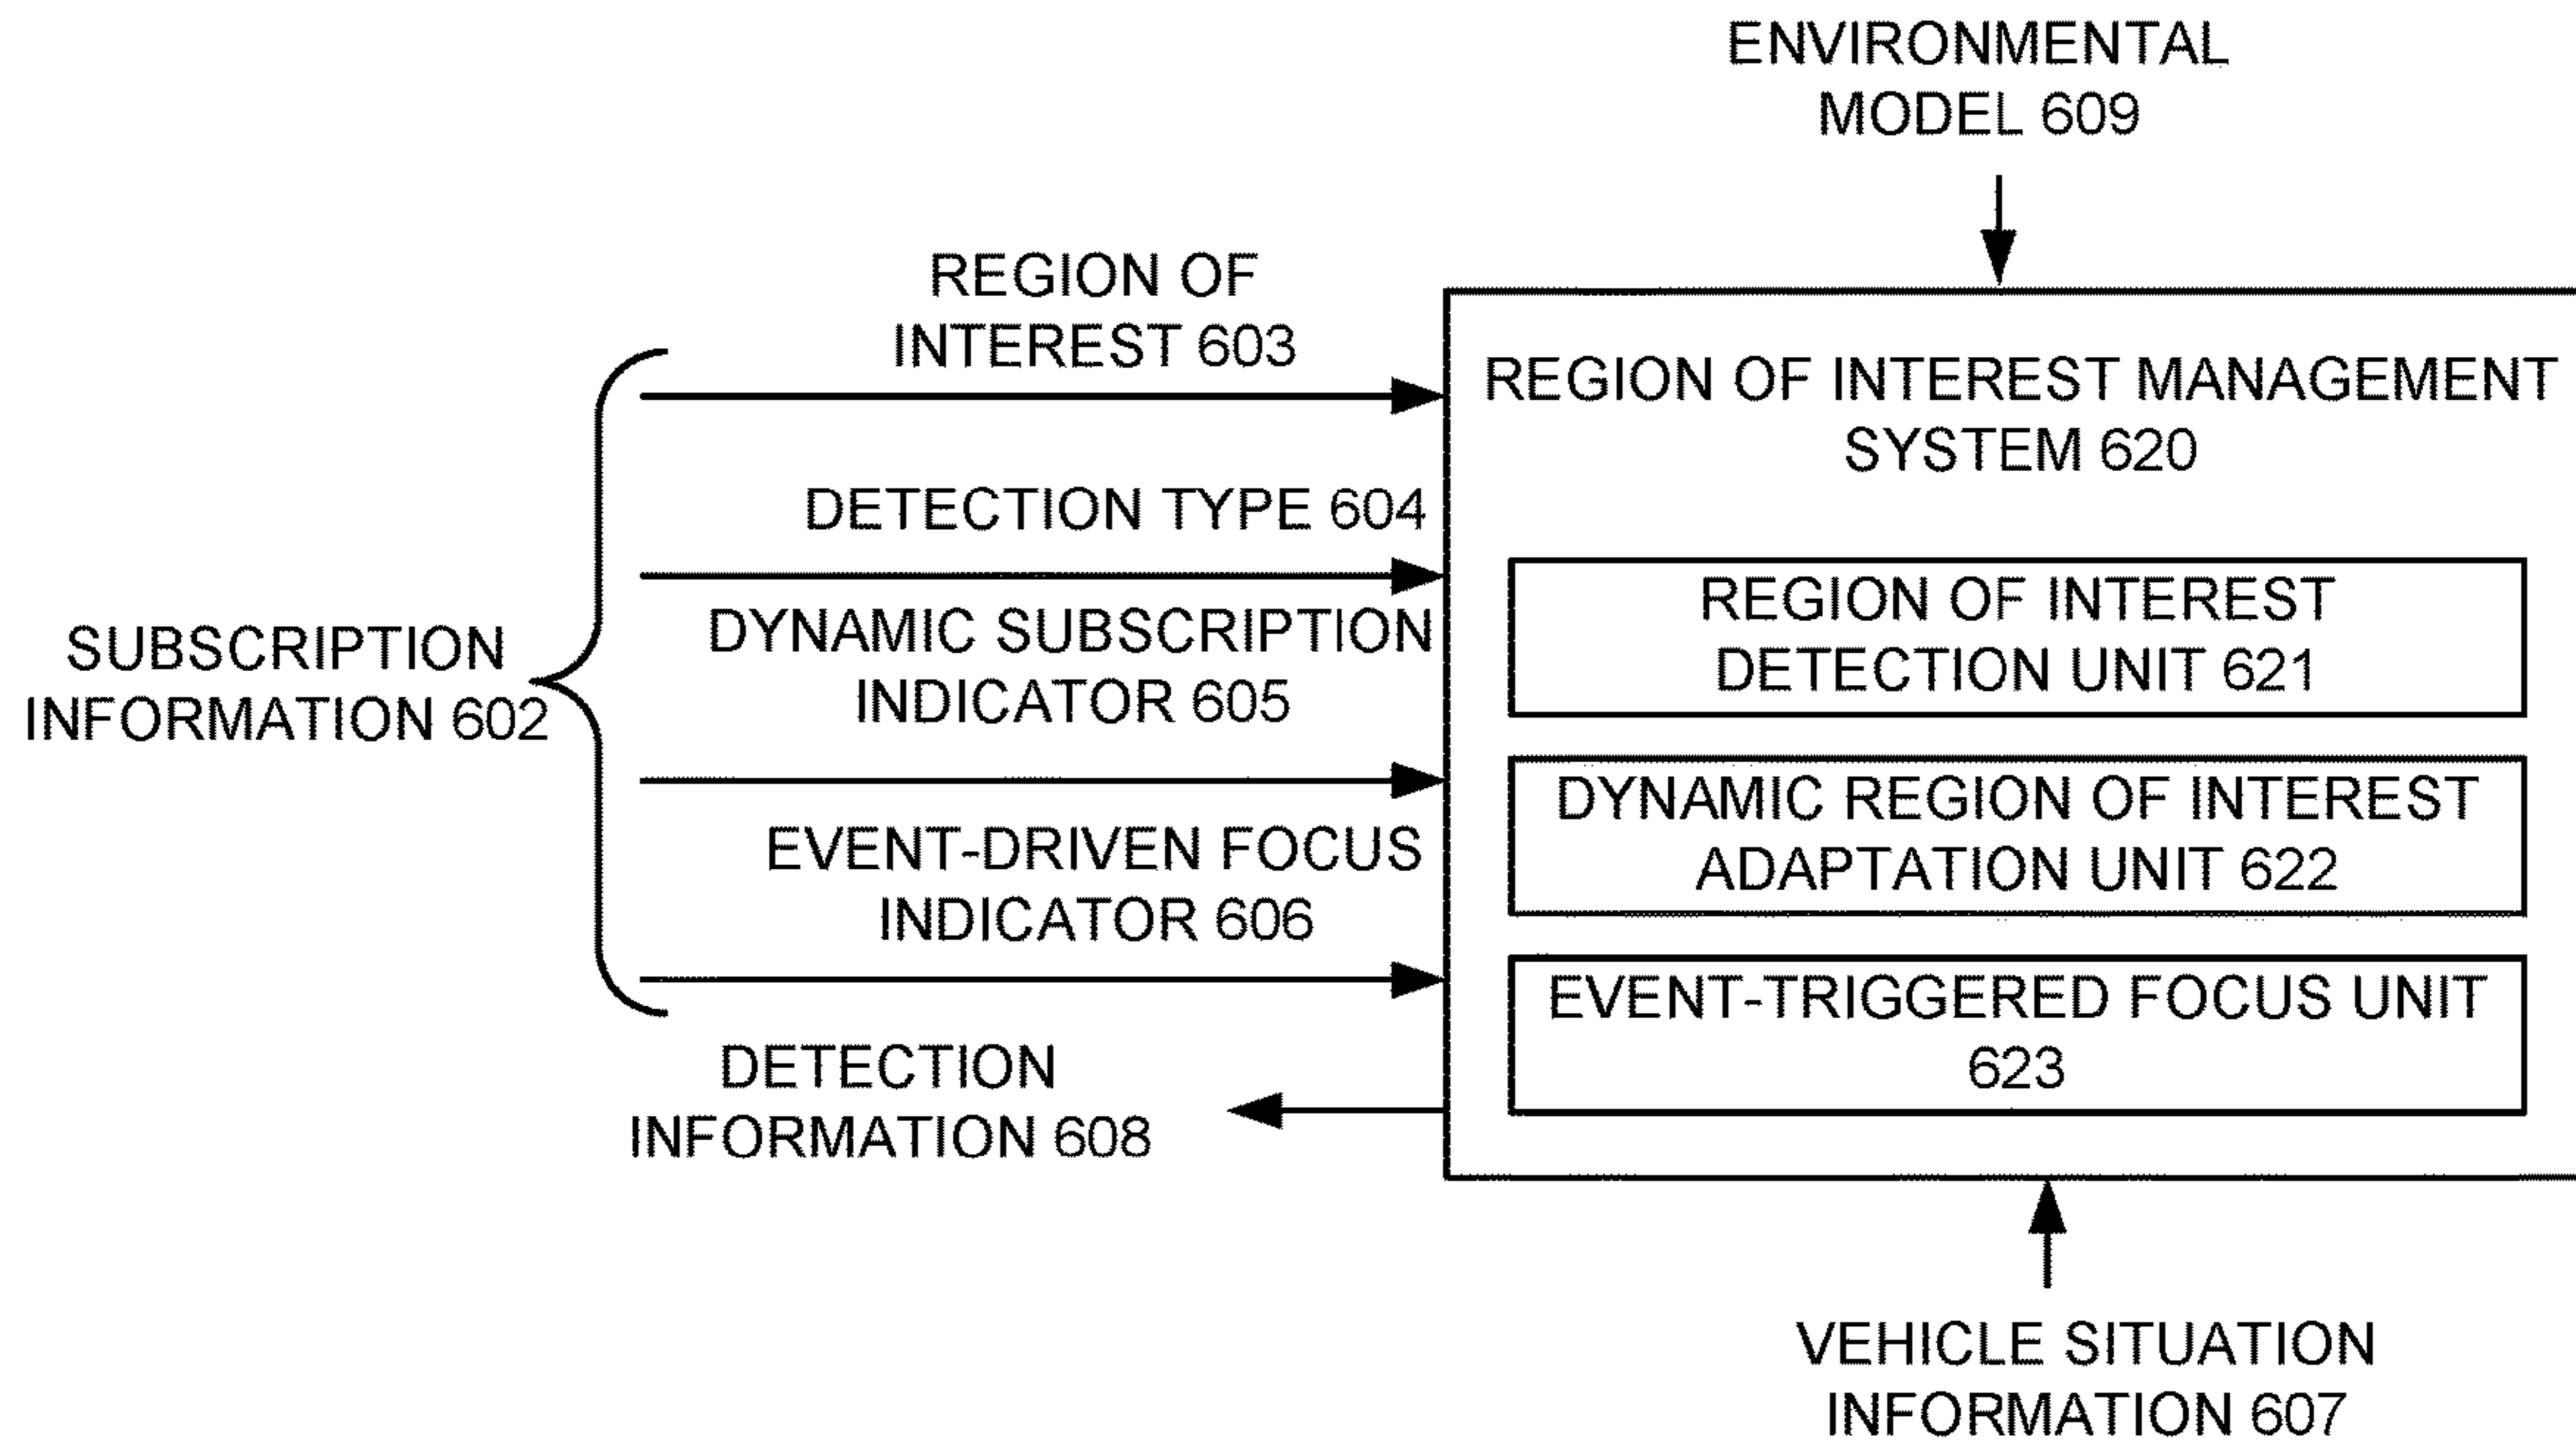 ENVIRONMENTAL
MODEL 609
REGION OF
INTEREST 603
DETECTION TYPE 604
DYNAMIC SUBSCRIPTION
INDICATOR 605
EVENT-DRIVEN FOCUS
INDICATOR 606
SUBSCRIPTION
INFORMATION 602
DETECTION
INFORMATION 608
REGION OF INTEREST MANAGEMENT
SYSTEM 620
REGION OF INTEREST
DETECTION UNIT 621
DYNAMIC REGION OF INTEREST
ADAPTATION UNIT 622
EVENT-TRIGGERED FOCUS UNIT
623
VEHICLE SITUATION
INFORMATION 607